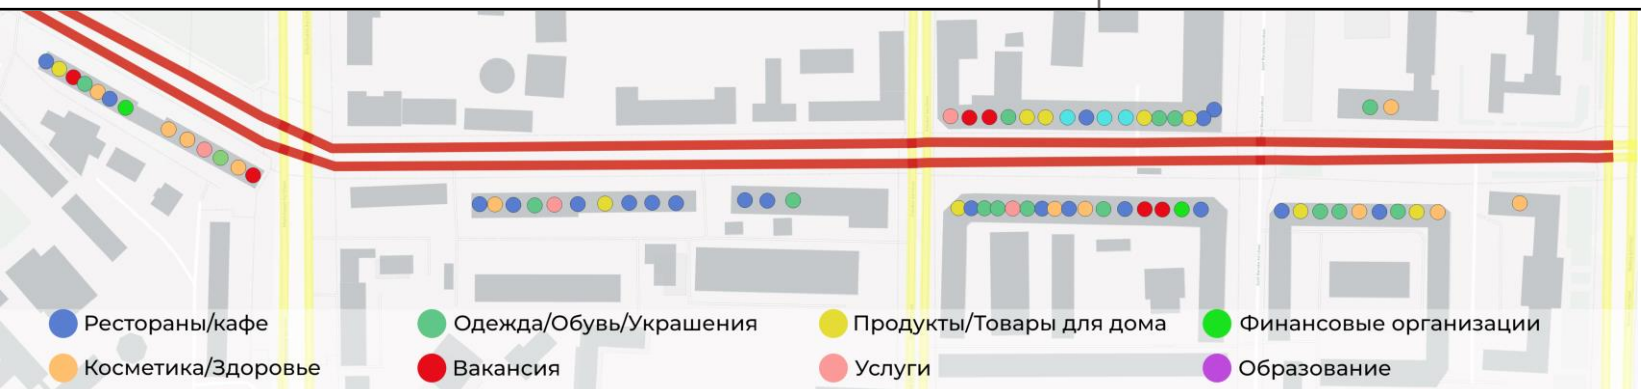 Рестораны/кафе
Одежда/Обувь/Украшения
Продукты/Товары для дома
Финансовые организации
Косметика/Здоровье
Вакансия
Услуги
Образование